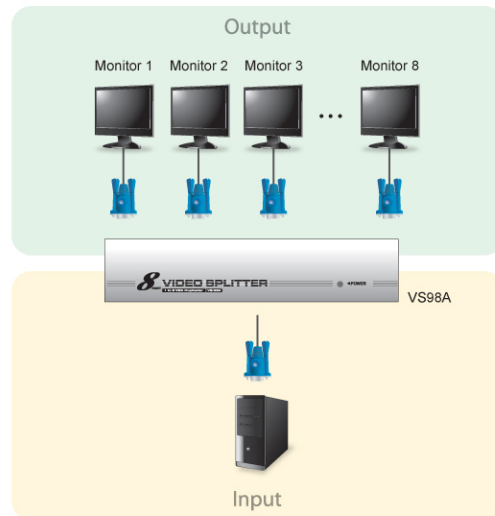 Output
Monitor 1 Monitor 2 Monitor 3 ... Monitor 8
8 VIDEO SPLITTER
POWER
VS98A
Input